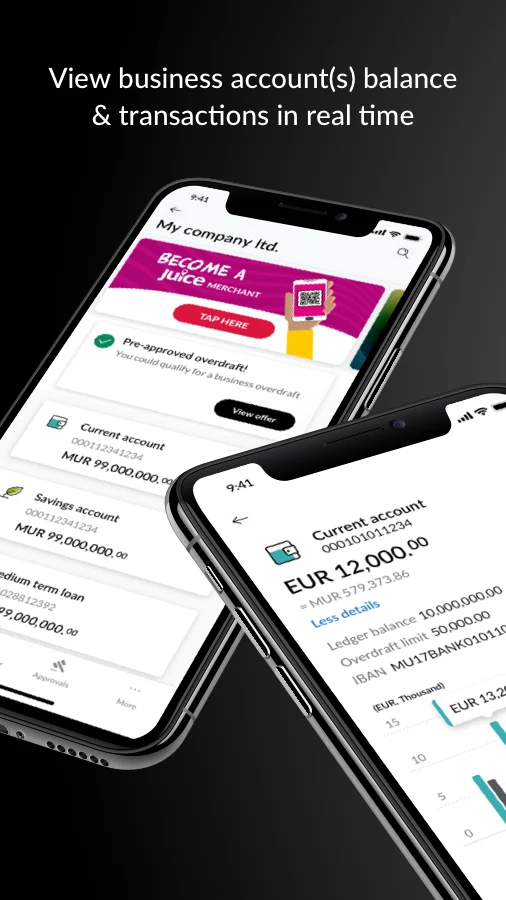 View business account(s) balance
& transactions in real time
9:41
My company ltd.
BECOME A
juice MERCHANT
TAP HERE
Pre-approved overdraft!
You could qualify for a business overdraft
View offer
Current account
000112341234
MUR 99,000,000.00
Savings account
000112341234
MUR 99,000,000.00
edium term loan
028812392
99,000,000.00
Approvals
More
9:41
Current account
000101011234
EUR 12,000.00
= MUR 579,373.86
Less details
Ledger balance 10,000,000.00
Overdraft limit 50,000.00
IBAN MU17BANK010110
(EUR, Thousand)
15
EUR 13.2
10
5
0